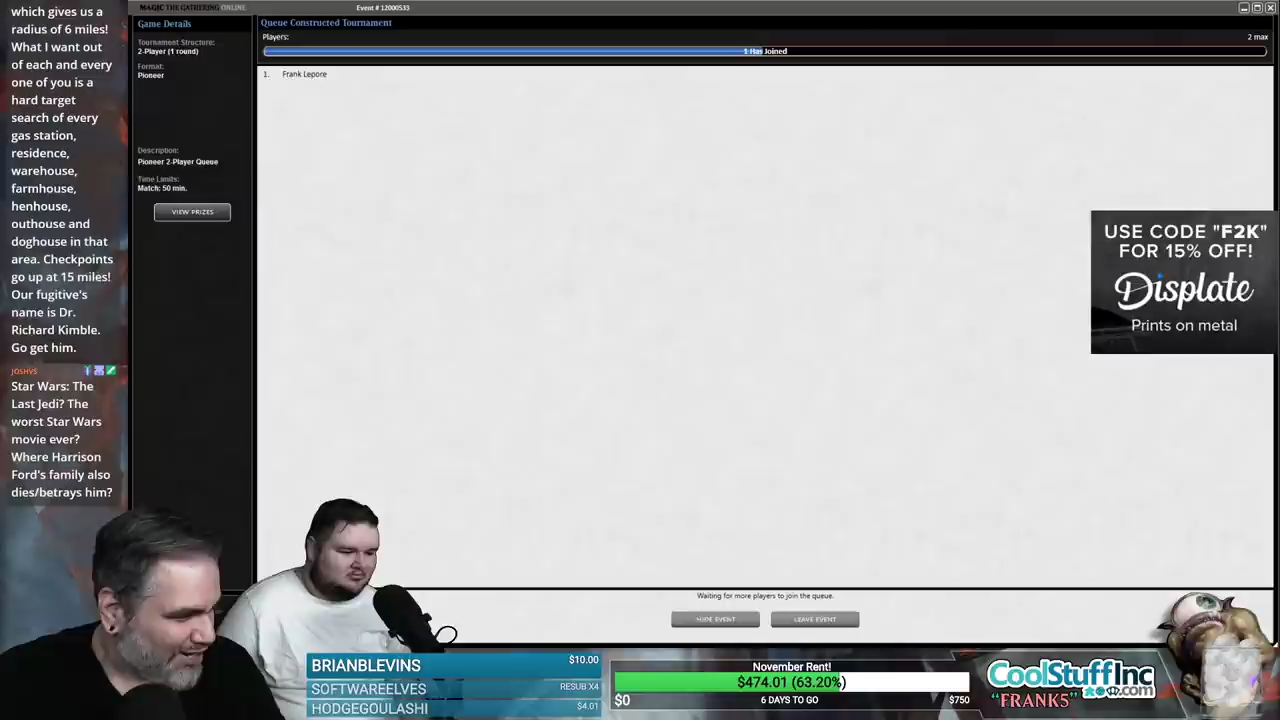 which gives us a
radius of 6 miles!
What I want out
of each and every
one of you is a
hard target
search of every
gas station,
residence,
warehouse,
farmhouse,
henhouse,
outhouse and
doghouse in that
area. Checkpoints
go up at 15 miles!
Our fugitive's
name is Dr.
Richard Kimble.
Go get him.
JOSHVS
Star Wars: The
Last Jedi? The
worst Star Wars
movie ever?
Where Harrison
Ford's family also
dies/betrays him?
MAGIC THE GATHERING ONLINE
Event # 12000533
Game Details
Tournament Structure:
2-Player (1 round)
Format:
Pioneer
Description:
Pioneer 2-Player Queue
Time Limits:
Match: 50 min.
VIEW PRIZES
Queue Constructed Tournament
Players:
2 max
1 Has Joined
1. Frank Lepore
USE CODE "F2K"
FOR 15% OFF!
Displate
Prints on metal
Waiting for more players to join the queue.
HIDE EVENT
LEAVE EVENT
BRIANBLEVINS $10.00
SOFTWAREELVES RESUB X4
HODGEGOULASHI $4.01
November Rent!
$474.01 (63.20%)
$0 6 DAYS TO GO $750
CoolStuffInc
.com
"FRANK5"